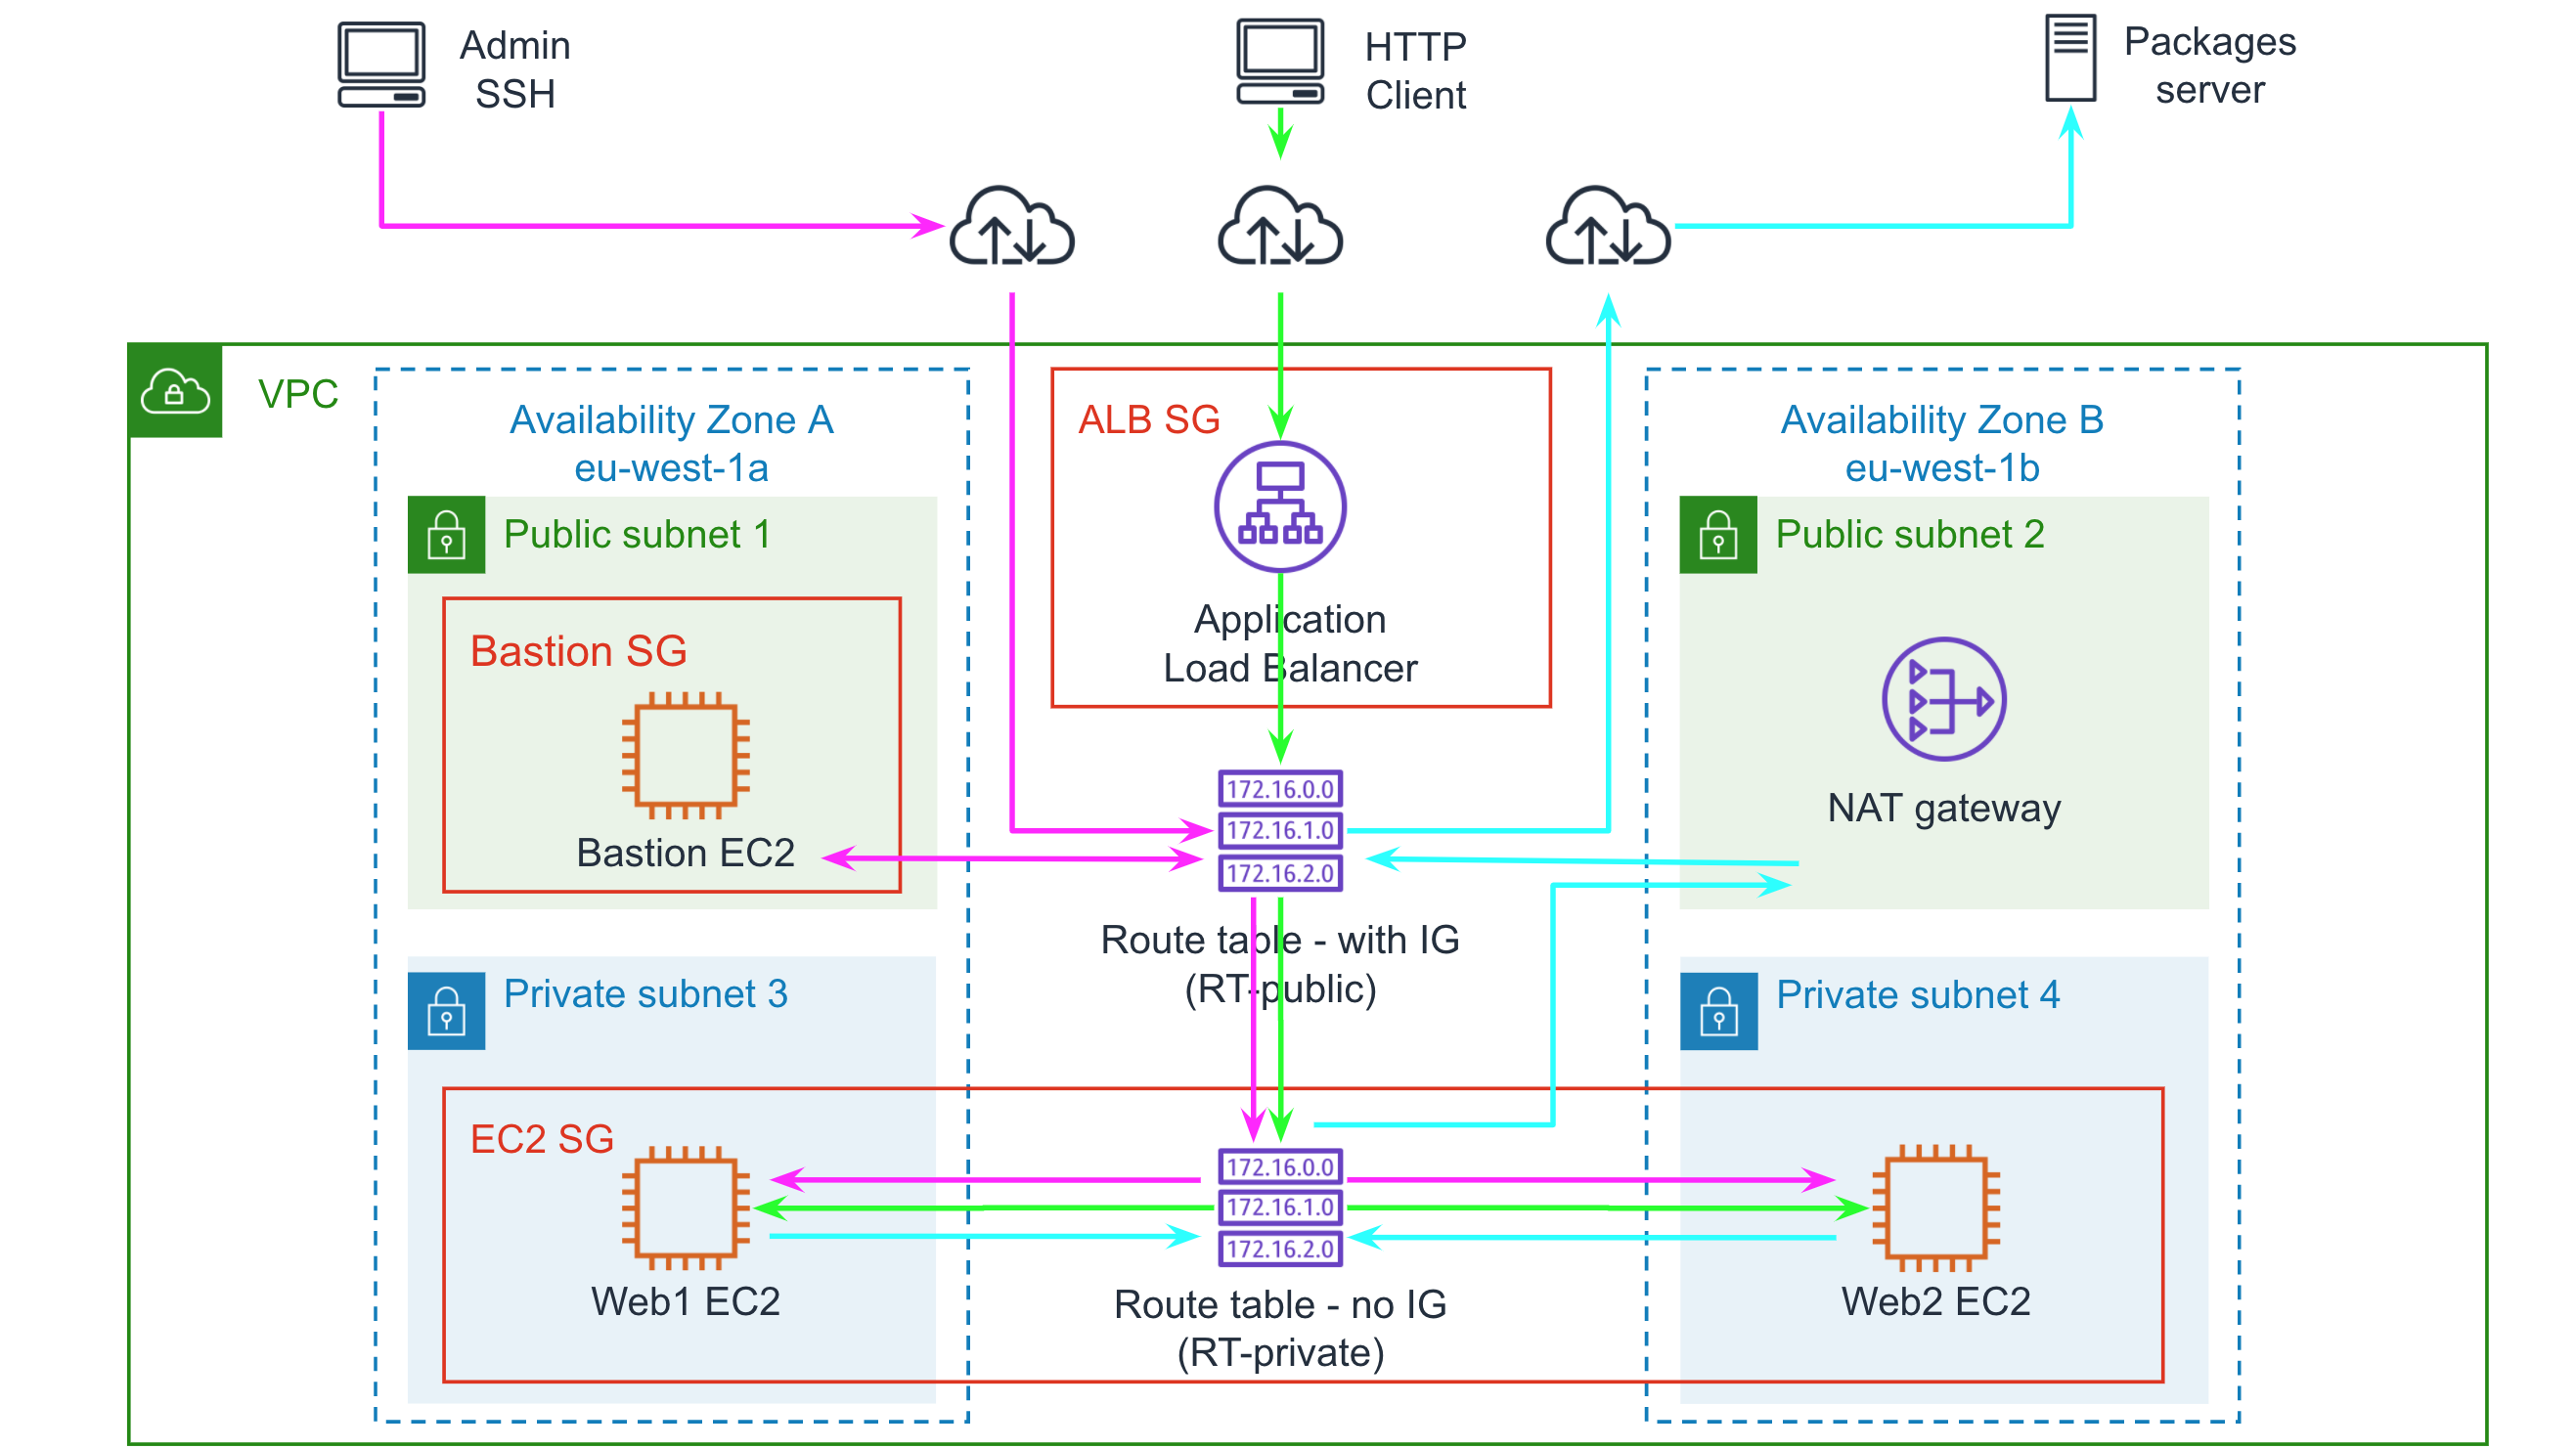 Admin
SSH
HTTP
Client
Packages
server
VPC
Availability Zone A
eu-west-1a
ALB SG
Availability Zone B
eu-west-1b
Public subnet 1
Public subnet 2
Bastion SG
Application
Load Balancer
Bastion EC2
172.16.0.0
172.16.1.0
172.16.2.0
NAT gateway
Route table - with IG
(RT-public)
Private subnet 3
Private subnet 4
EC2 SG
172.16.0.0
172.16.1.0
172.16.2.0
Web1 EC2
Route table - no IG
(RT-private)
Web2 EC2